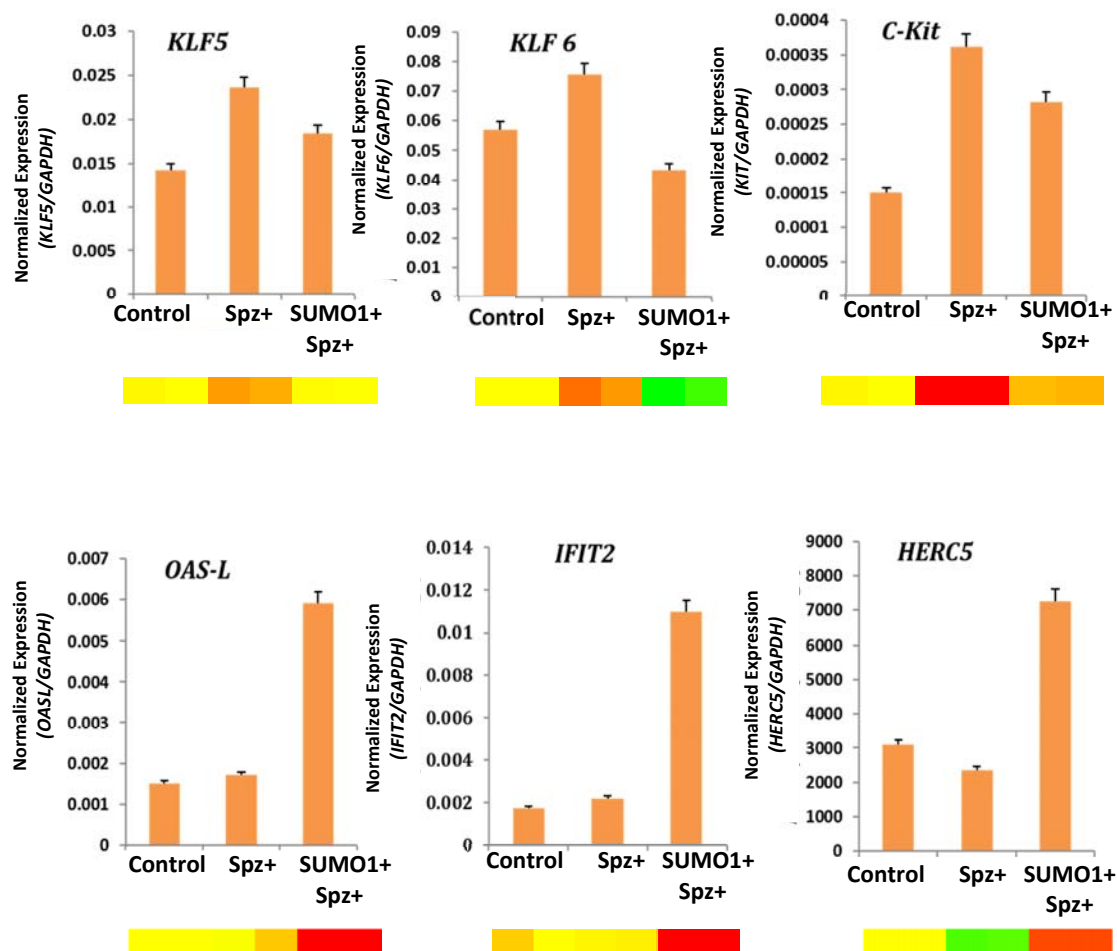 KLF5
Normalized Expression
(KLF5/GAPDH)
0.03
0.025
0.02
0.015
0.01
0.005
0
Control
Spz+
SUMO1+
Spz+
KLF 6
Normalized Expression
(KLF6/GAPDH)
0.09
0.08
0.07
0.06
0.05
0.04
0.03
0.02
0.01
0
Control
Spz+
SUMO1+
Spz+
C-Kit
Normalized Expression
(KIT/GAPDH)
0.0004
0.00035
0.0003
0.00025
0.0002
0.00015
0.0001
0.00005
0
Control
Spz+
SUMO1+
Spz+
OAS-L
Normalized Expression
(OASL/GAPDH)
0.007
0.006
0.005
0.004
0.003
0.002
0.001
0
Control
Spz+
SUMO1+
Spz+
IFIT2
Normalized Expression
(IFIT2/GAPDH)
0.014
0.012
0.01
0.008
0.006
0.004
0.002
0
Control
Spz+
SUMO1+
Spz+
HERC5
Normalized Expression
(HERC5/GAPDH)
9000
8000
7000
6000
5000
4000
3000
2000
1000
0
Control
Spz+
SUMO1+
Spz+